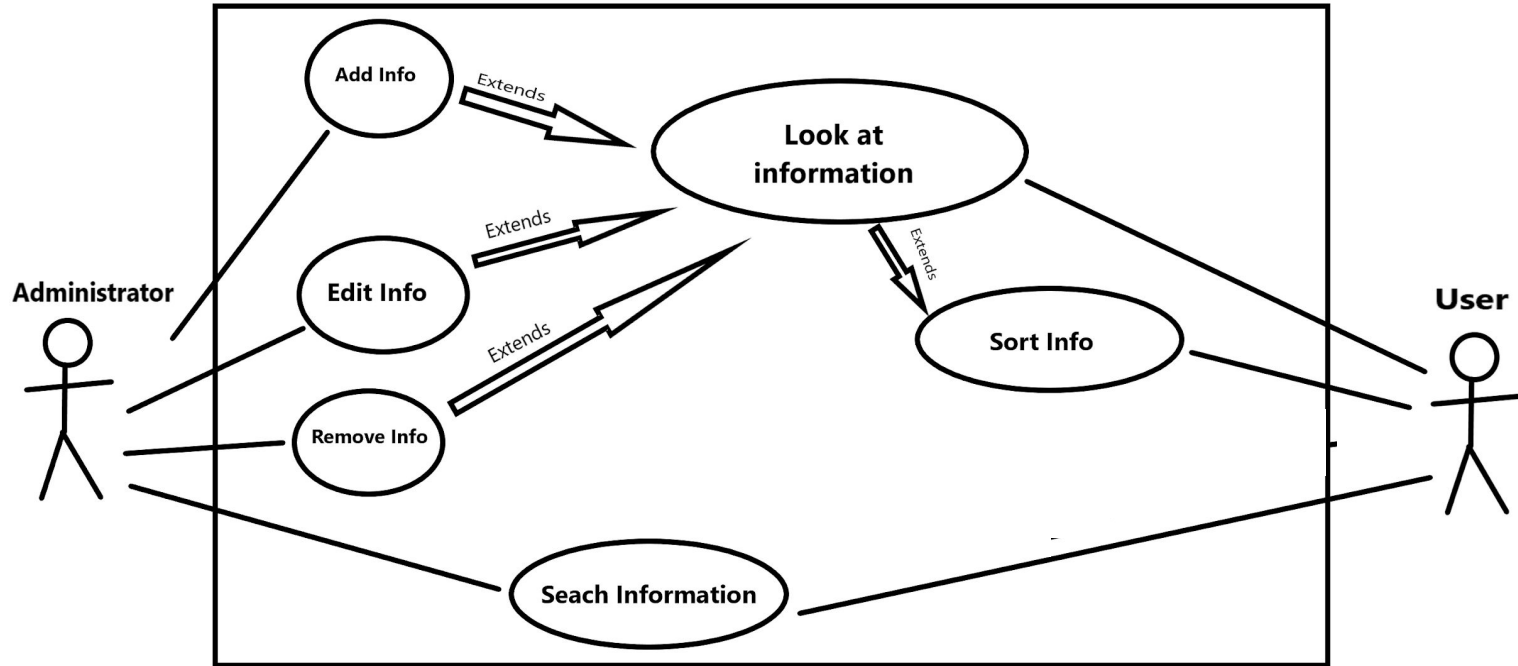 Add Info
Extends
Look at
information
Extends
Extends
Edit Info
Administrator
User
Sort Info
Extends
Remove Info
Seach Information